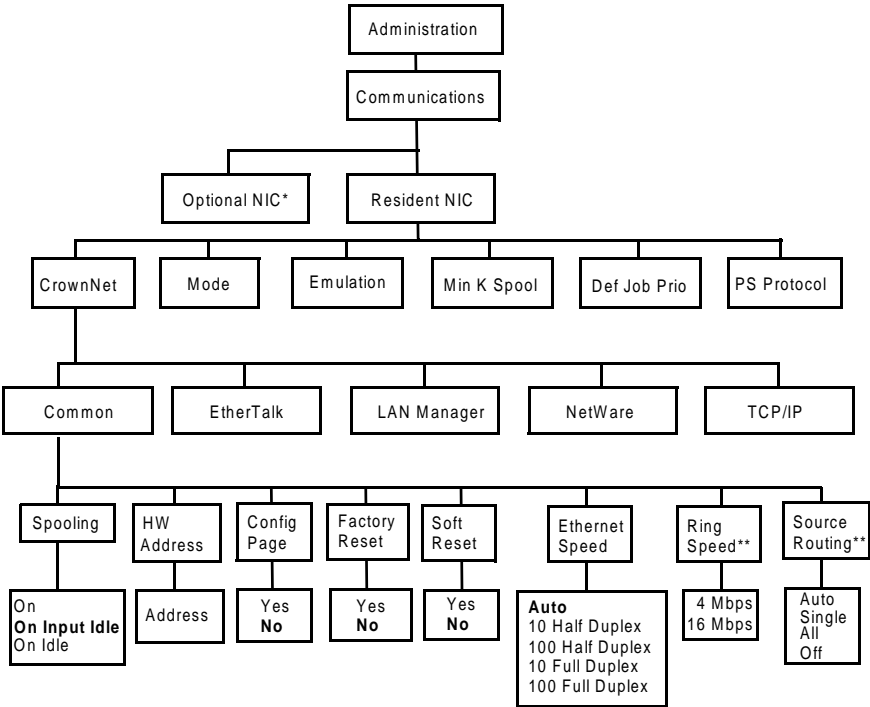 Administration
Communications
Optional NIC*
Resident NIC
CrownNet
Mode
Emulation
Min K Spool
Def Job Prio
PS Protocol
Common
EtherTalk
LAN Manager
NetWare
TCP/IP
Spooling
HW
Address
Config
Page
Factory
Reset
Soft
Reset
Ethernet
Speed
Ring
Speed**
Source
Routing**
On
On Input Idle
On Idle
Address
Yes
No
Yes
No
Yes
No
Auto
10 Half Duplex
100 Half Duplex
10 Full Duplex
100 Full Duplex
4 Mbps
16 Mbps
Auto
Single
All
Off